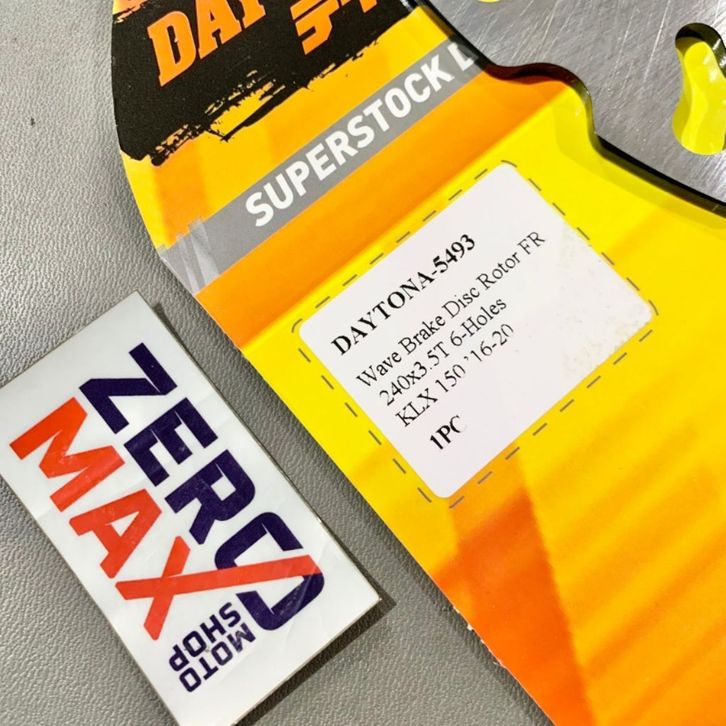 DAY
SUPERSTOCK
DAYTONA-5493
Wave Brake Disc Rotor FR
240x3.5T 6-Holes
KLX 150 '16-20
1PC
ZERO
MAX
MOTO
SHOP